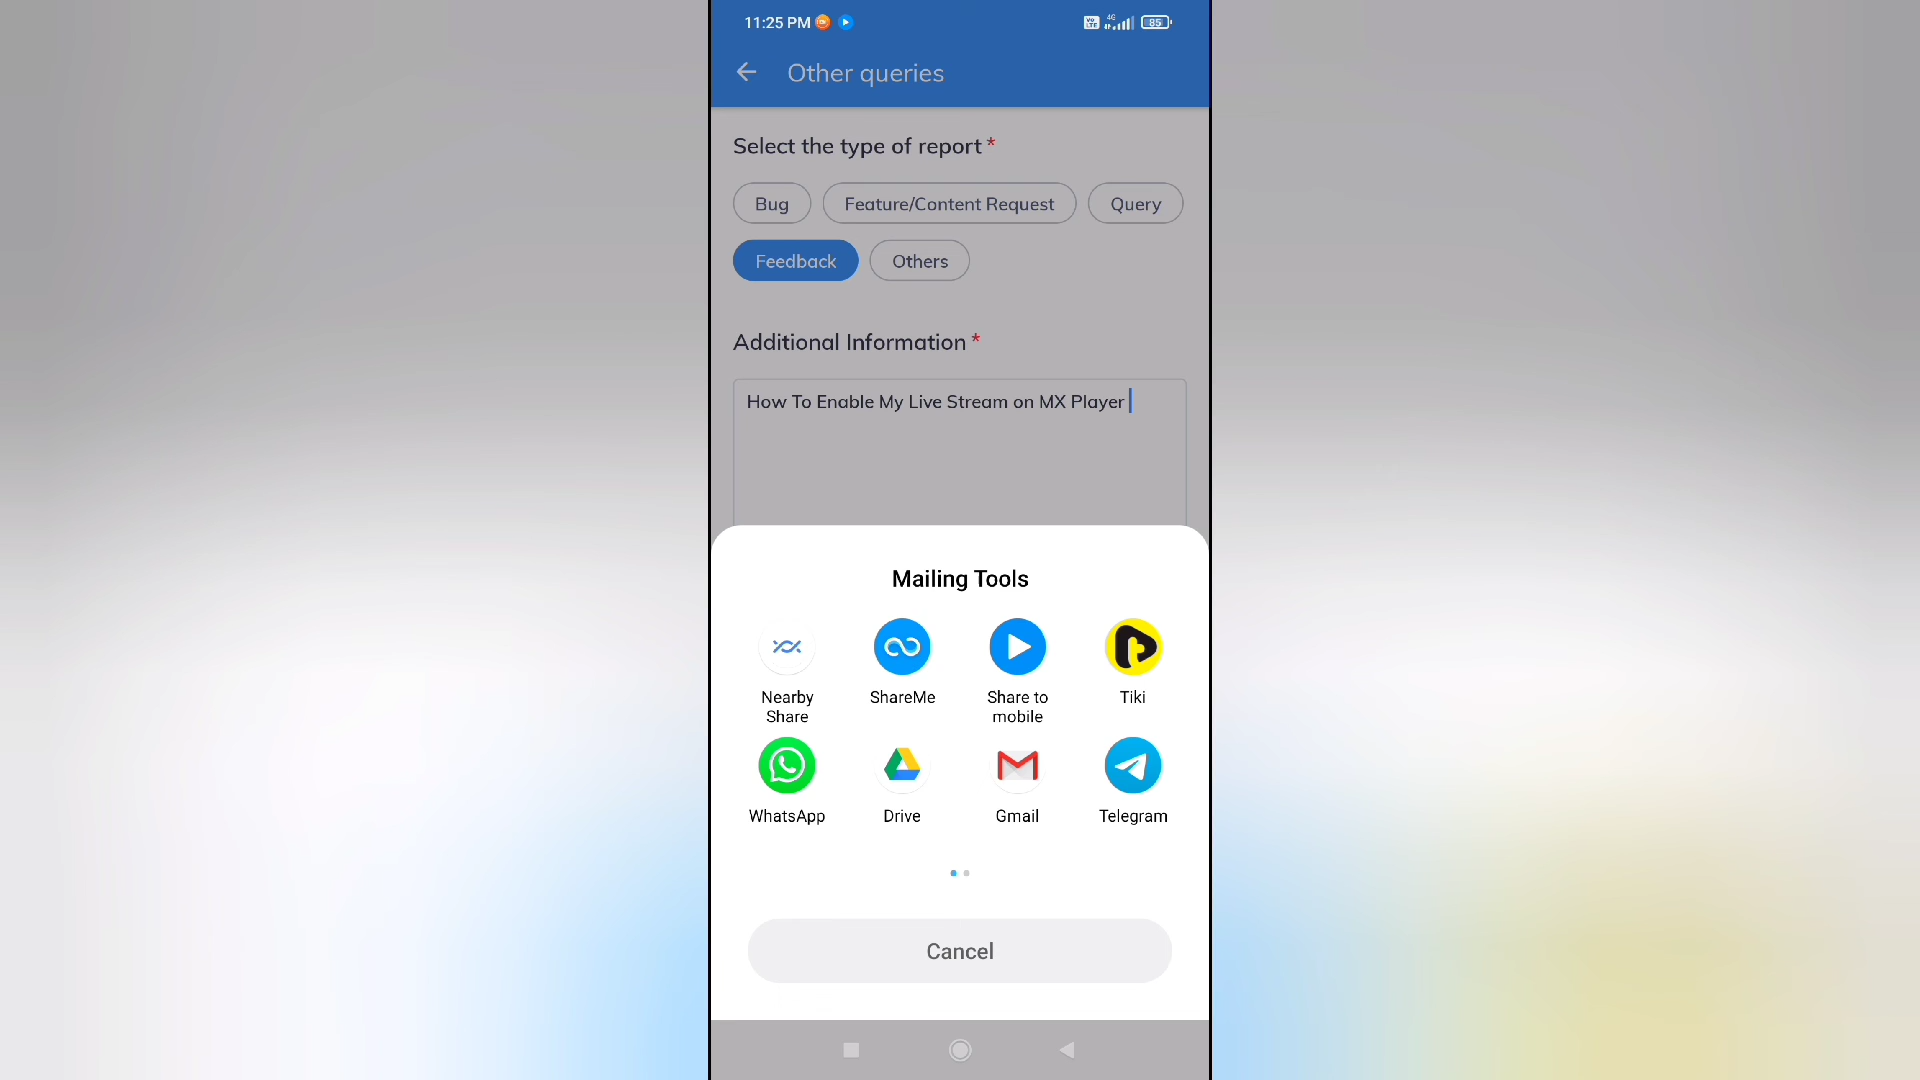 11:25 PM 4G 85
Other queries
Select the type of report *
Bug Feature/Content Request Query
Feedback Others
Additional Information *
How To Enable My Live Stream on MX Player
Mailing Tools
Nearby Share
ShareMe
Share to mobile
Tiki
WhatsApp Drive Gmail Telegram
Cancel